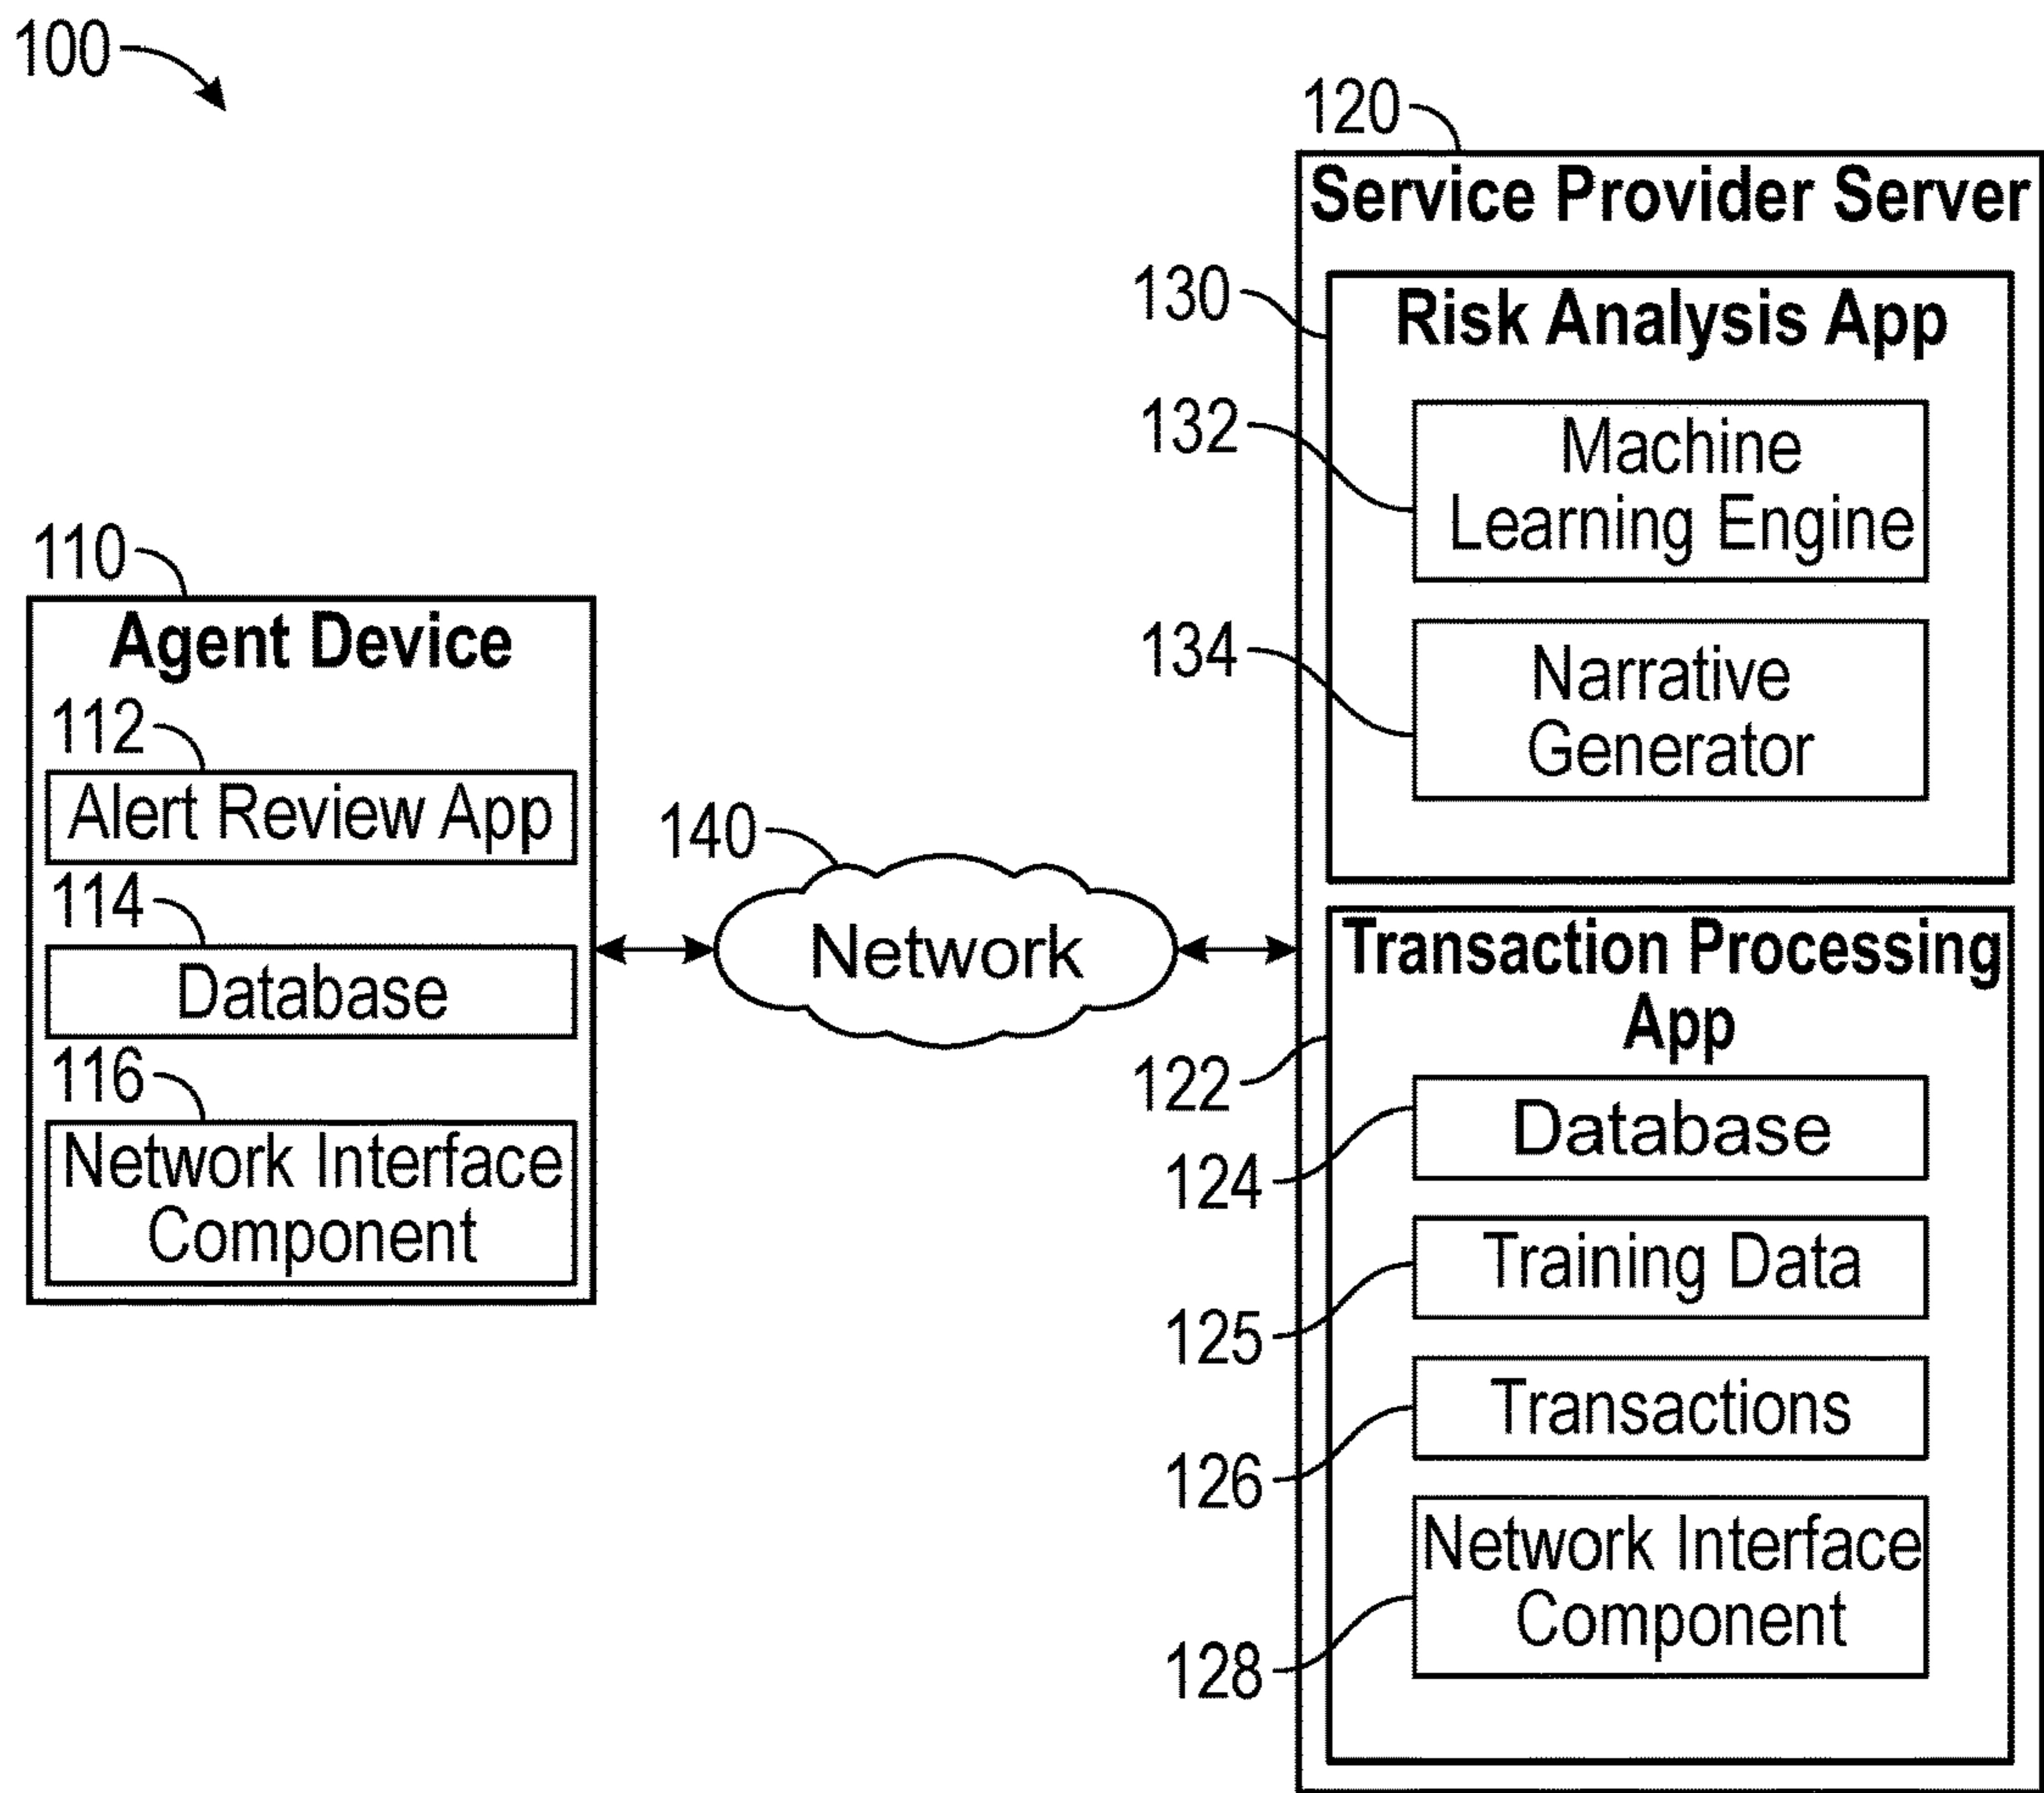 100
120
Service Provider Server
130
Risk Analysis App
132
Machine
Learning Engine
134
Narrative
Generator
110
Agent Device
112
Alert Review App
114
Database
116
Network Interface
Component
140
Network
Transaction Processing
App
122
Database
124
Training Data
125
Transactions
126
Network Interface
Component
128